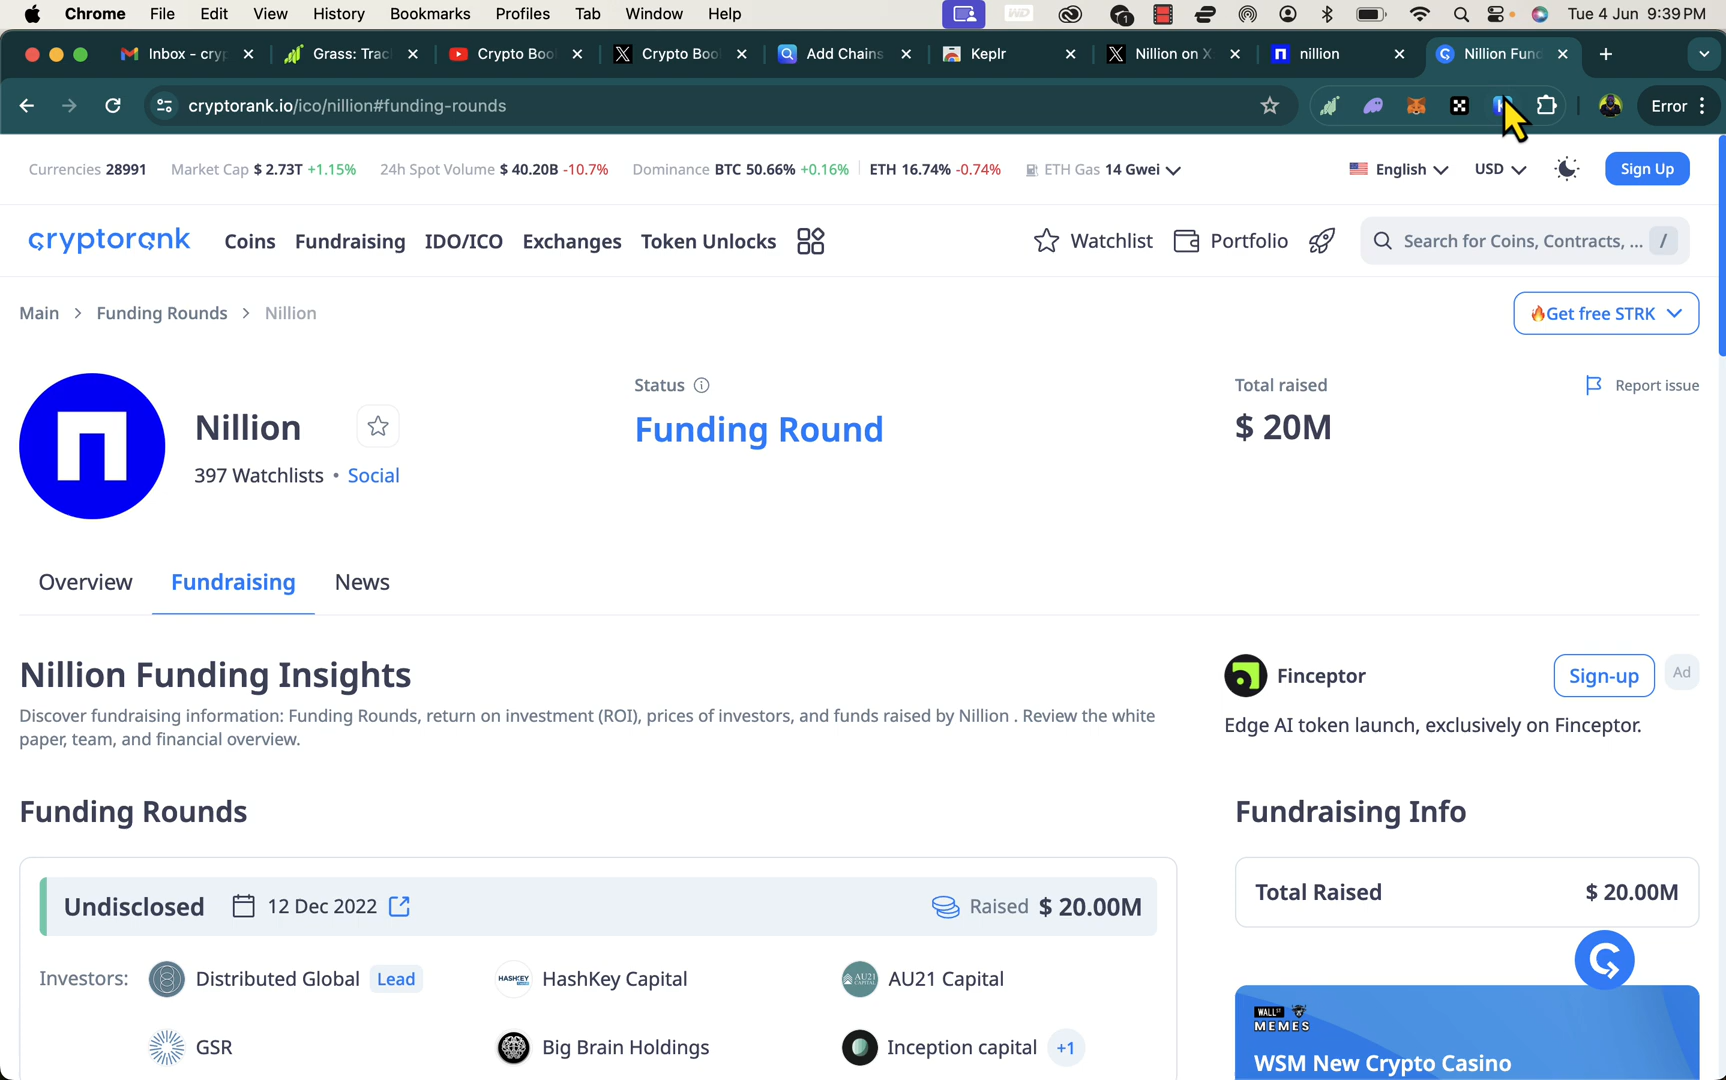 Chrome File Edit View History Bookmarks Profiles Tab Window Help Tue 4 Jun 9:39 PM
Inbox - cry Grass: Trac Crypto Boo Crypto Boo Add Chains Keplr Nillion on X nillion Nillion Fund
cryptorank.io/ico/nillion#funding-rounds Error
Currencies 28991 Market Cap $ 2.73T +1.15% 24h Spot Volume $ 40.20B -10.7% Dominance BTC 50.66% +0.16% ETH 16.74% -0.74% ETH Gas 14 Gwei English USD Sign Up
cryptorank Coins Fundraising IDO/ICO Exchanges Token Unlocks Watchlist Portfolio Search for Coins, Contracts, ... /
Main > Funding Rounds > Nillion
Get free STRK
Status Total raised Report issue
Nillion Funding Round $ 20M
397 Watchlists • Social
Overview Fundraising News
Nillion Funding Insights
Discover fundraising information: Funding Rounds, return on investment (ROI), prices of investors, and funds raised by Nillion . Review the white
paper, team, and financial overview.
Finceptor Sign-up Ad
Edge AI token launch, exclusively on Finceptor.
Funding Rounds
Fundraising Info
Undisclosed 12 Dec 2022 Raised $ 20.00M
Total Raised $ 20.00M
Investors: Distributed Global Lead HASHKEY HashKey Capital AU21 CAPITAL AU21 Capital
GSR Big Brain Holdings Inception capital +1
WALL ST
MEMES
WSM New Crypto Casino